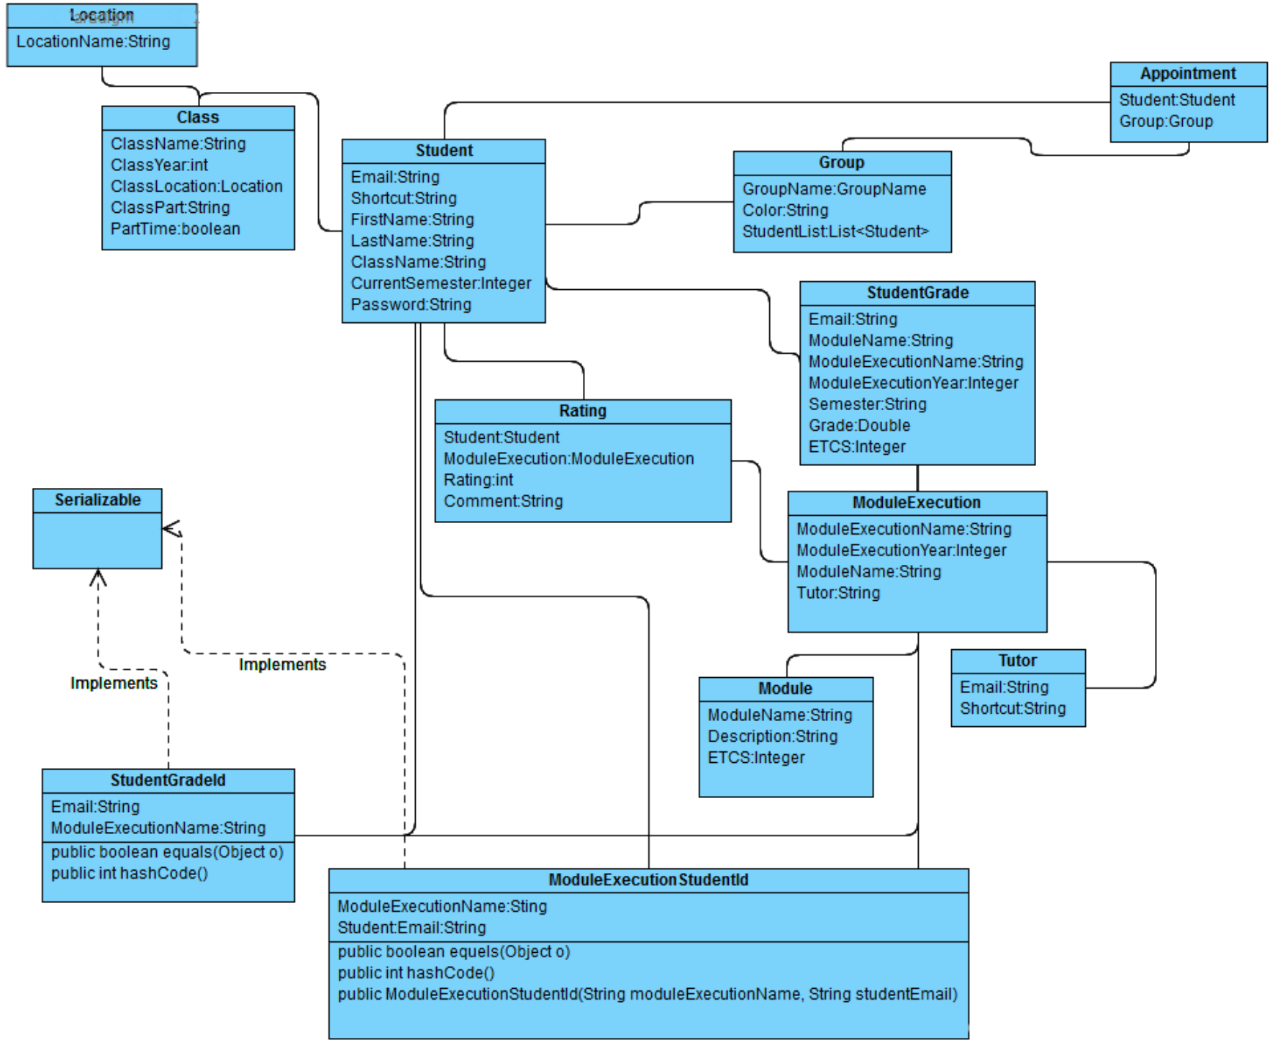 Location
LocationName:String
Class
ClassName:String
ClassYear:int
ClassLocation:Location
ClassPart:String
PartTime:boolean
Student
Email:String
Shortcut:String
FirstName:String
LastName:String
ClassName:String
CurrentSemester:Integer
Password:String
Appointment
Student:Student
Group:Group
Group
GroupName:GroupName
Color:String
StudentList:List<Student>
StudentGrade
Email:String
ModuleName:String
ModuleExecutionName:String
ModuleExecutionYear:Integer
Semester:String
Grade:Double
ETCS:Integer
Rating
Student:Student
ModuleExecution:ModuleExecution
Rating:int
Comment:String
Serializable
ModuleExecution
ModuleExecutionName:String
ModuleExecutionYear:Integer
ModuleName:String
Tutor:String
Implements
Implements
Tutor
Email:String
Shortcut:String
Module
ModuleName:String
Description:String
ETCS:Integer
StudentGradeId
Email:String
ModuleExecutionName:String
public boolean equals(Object o)
public int hashCode()
ModuleExecutionStudentId
ModuleExecutionName:Sting
Student:Email:String
public boolean equels(Object o)
public int hashCode()
public ModuleExecutionStudentId(String moduleExecutionName, String studentEmail)